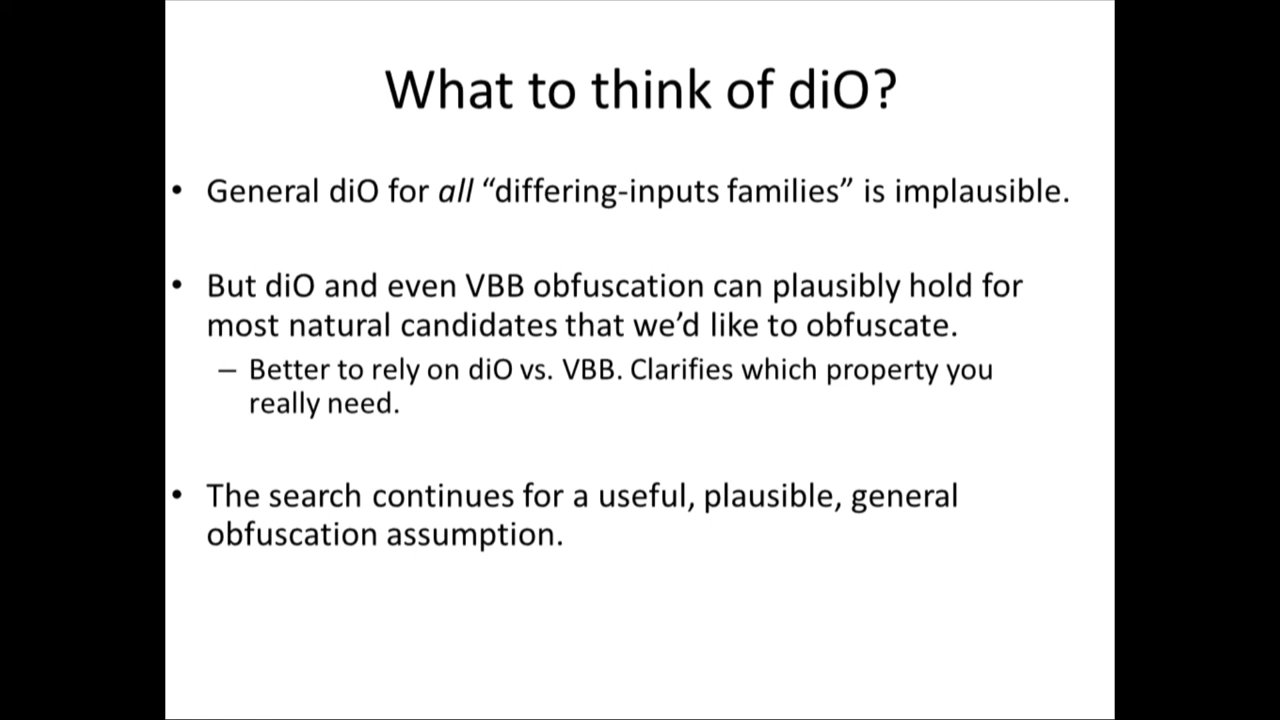 What to think of diO?
• General diO for all “differing-inputs families” is implausible.
• But diO and even VBB obfuscation can plausibly hold for
most natural candidates that we’d like to obfuscate.
– Better to rely on diO vs. VBB. Clarifies which property you
really need.
• The search continues for a useful, plausible, general
obfuscation assumption.